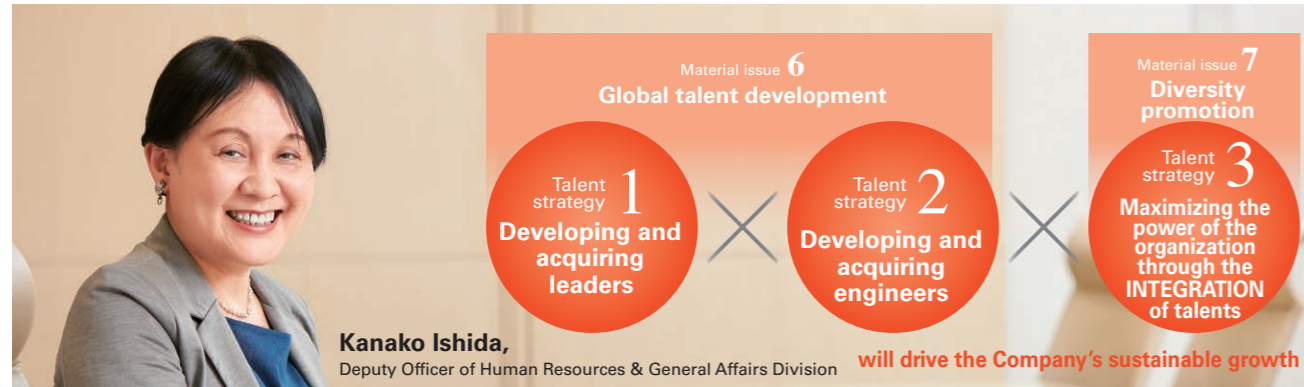 Material issue 6
Global talent development
Talent
strategy 1
Developing and
acquiring
leaders
Talent
strategy 2
Developing and
acquiring
engineers
Material issue 7
Diversity
promotion
Talent
strategy 3
Maximizing the
power of the
organization
through the
INTEGRATION
of talents
Kanako Ishida,
Deputy Officer of Human Resources & General Affairs Division
will drive the Company's sustainable growth